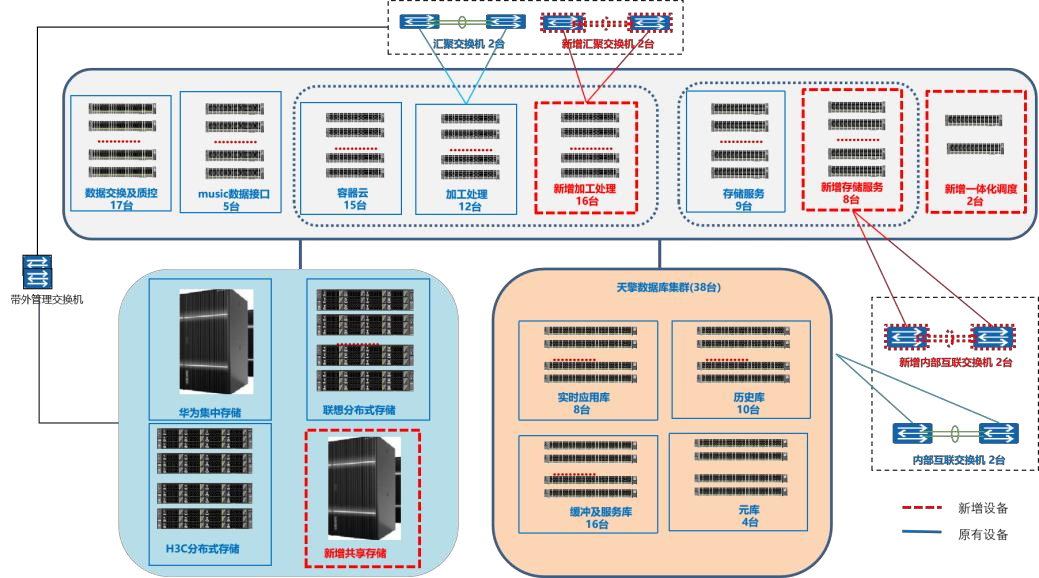 汇聚交换机 2台
新增汇聚交换机 2台
数据交换及质控
17台
music数据接口
5台
容器云
15台
加工处理
12台
新增加工处理
16台
存储服务
9台
新增存储服务
8台
新增一体化调度
2台
带外管理交换机
华为集中存储
联想分布式存储
H3C分布式存储
新增共享存储
天擎数据库集群(38台)
实时应用库
8台
历史库
10台
缓冲及服务库
16台
元库
4台
新增内部互联交换机 2台
内部互联交换机 2台
新增设备
原有设备